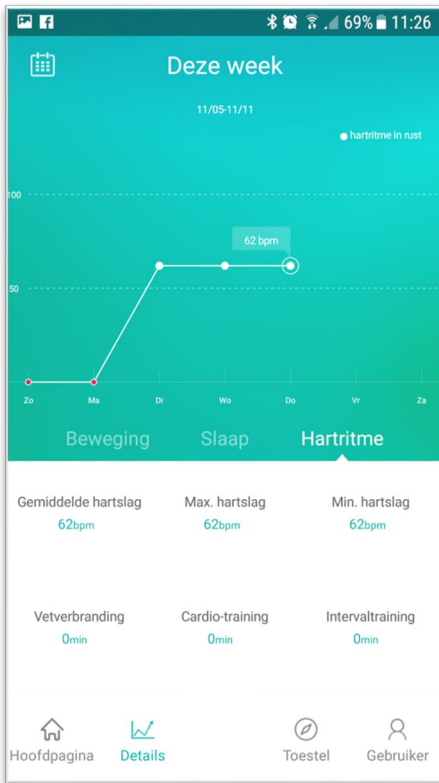 69% 11:26
Deze week
11/05-11/11
hartritme in rust
100
62 bpm
50
Zo Ma Di Wo Do Vr Za
Beweging Slaap Hartritme
Gemiddelde hartslag Max. hartslag Min. hartslag
62bpm 62bpm 62bpm
Vetverbranding Cardio-training Intervaltraining
0min 0min 0min
Hoofdpagina Details Toestel Gebruiker